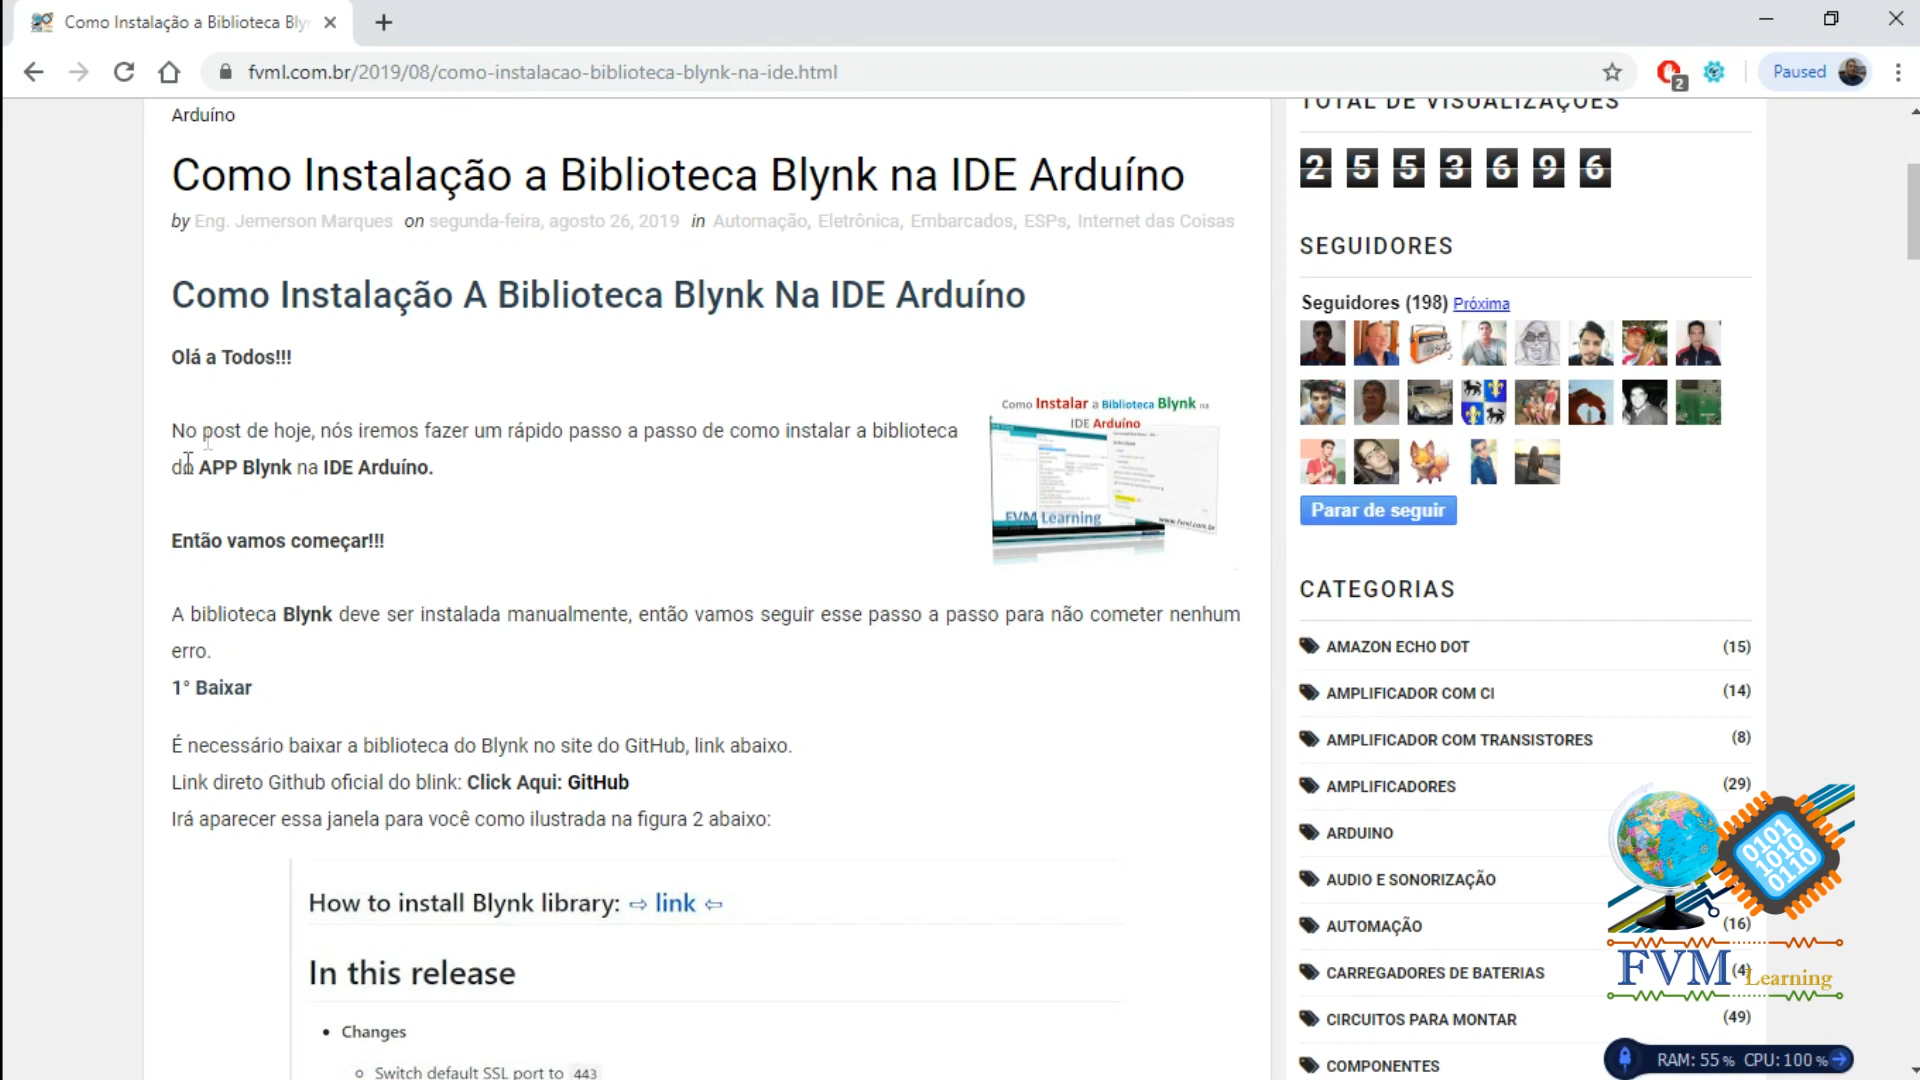 Como Instalação a Biblioteca Bly
fvml.com.br/2019/08/como-instalacao-biblioteca-blynk-na-ide.html
2
Paused
Arduíno
Como Instalação a Biblioteca Blynk na IDE Arduíno
by Eng. Jemerson Marques on segunda-feira, agosto 26, 2019 in Automação, Eletrônica, Embarcados, ESPs, Internet das Coisas
Como Instalação A Biblioteca Blynk Na IDE Arduíno
Olá a Todos!!!
No post de hoje, nós iremos fazer um rápido passo a passo de como instalar a biblioteca
do APP Blynk na IDE Arduíno.
Como Instalar a Biblioteca Blynk na
IDE Arduíno
FVM Learning
www.fvml.com.br
Então vamos começar!!!
A biblioteca Blynk deve ser instalada manualmente, então vamos seguir esse passo a passo para não cometer nenhum
erro.
1° Baixar
É necessário baixar a biblioteca do Blynk no site do GitHub, link abaixo.
Link direto Github oficial do blink: Click Aqui: GitHub
Irá aparecer essa janela para você como ilustrada na figura 2 abaixo:
How to install Blynk library: ⇨ link ⇦
In this release
• Changes
Switch default SSL port to 443
TOTAL DE VISUALIZAÇÕES
2 5 5 3 6 9 6
SEGUIDORES
Seguidores (198) Próxima
Parar de seguir
CATEGORIAS
AMAZON ECHO DOT (15)
AMPLIFICADOR COM CI (14)
AMPLIFICADOR COM TRANSISTORES (8)
AMPLIFICADORES (29)
ARDUINO
AUDIO E SONORIZAÇÃO
AUTOMAÇÃO (16)
CARREGADORES DE BATERIAS (4)
CIRCUITOS PARA MONTAR (49)
COMPONENTES
0101
1010
0110
FVM Learning
RAM: 55% CPU: 100%